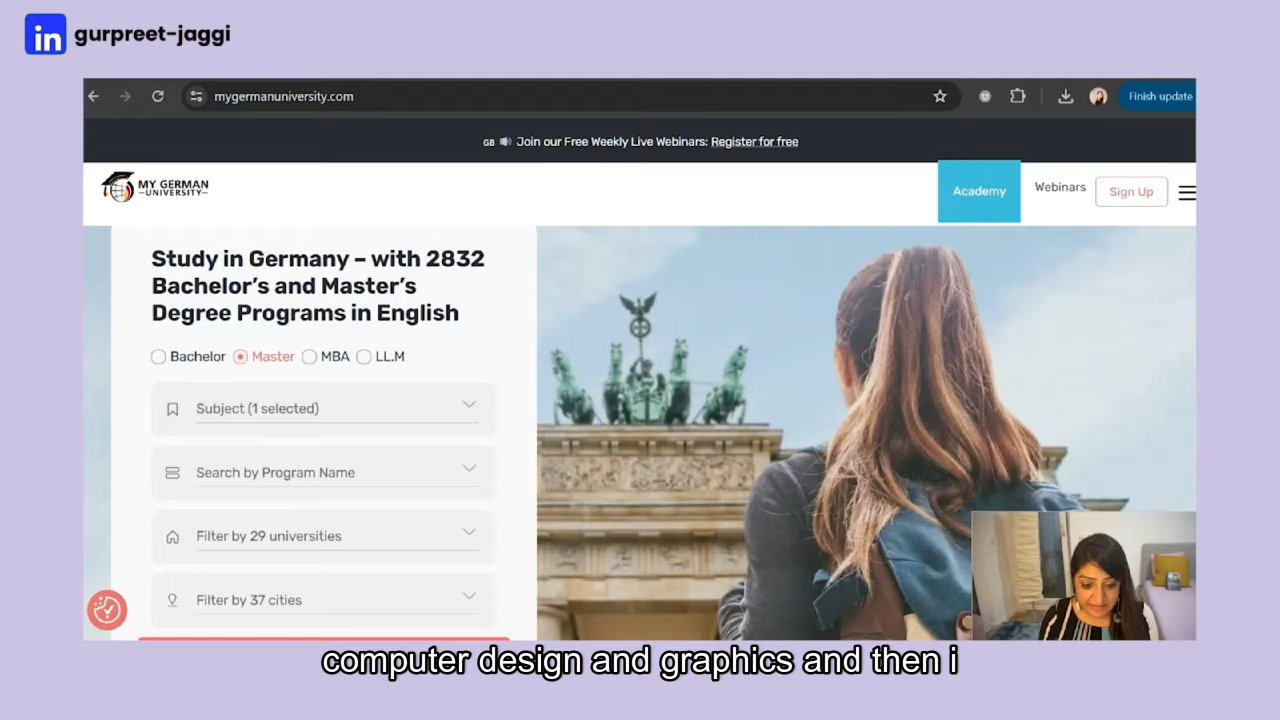 in gurpreet-jaggi
mygermanuniversity.com
Finish update
GB Join our Free Weekly Live Webinars: Register for free
MY GERMAN
-UNIVERSITY-
Academy
Webinars
Sign Up
Study in Germany – with 2832
Bachelor's and Master's
Degree Programs in English
Bachelor Master MBA LL.M
Subject (1 selected)
Search by Program Name
Filter by 29 universities
Filter by 37 cities
computer design and graphics and then i